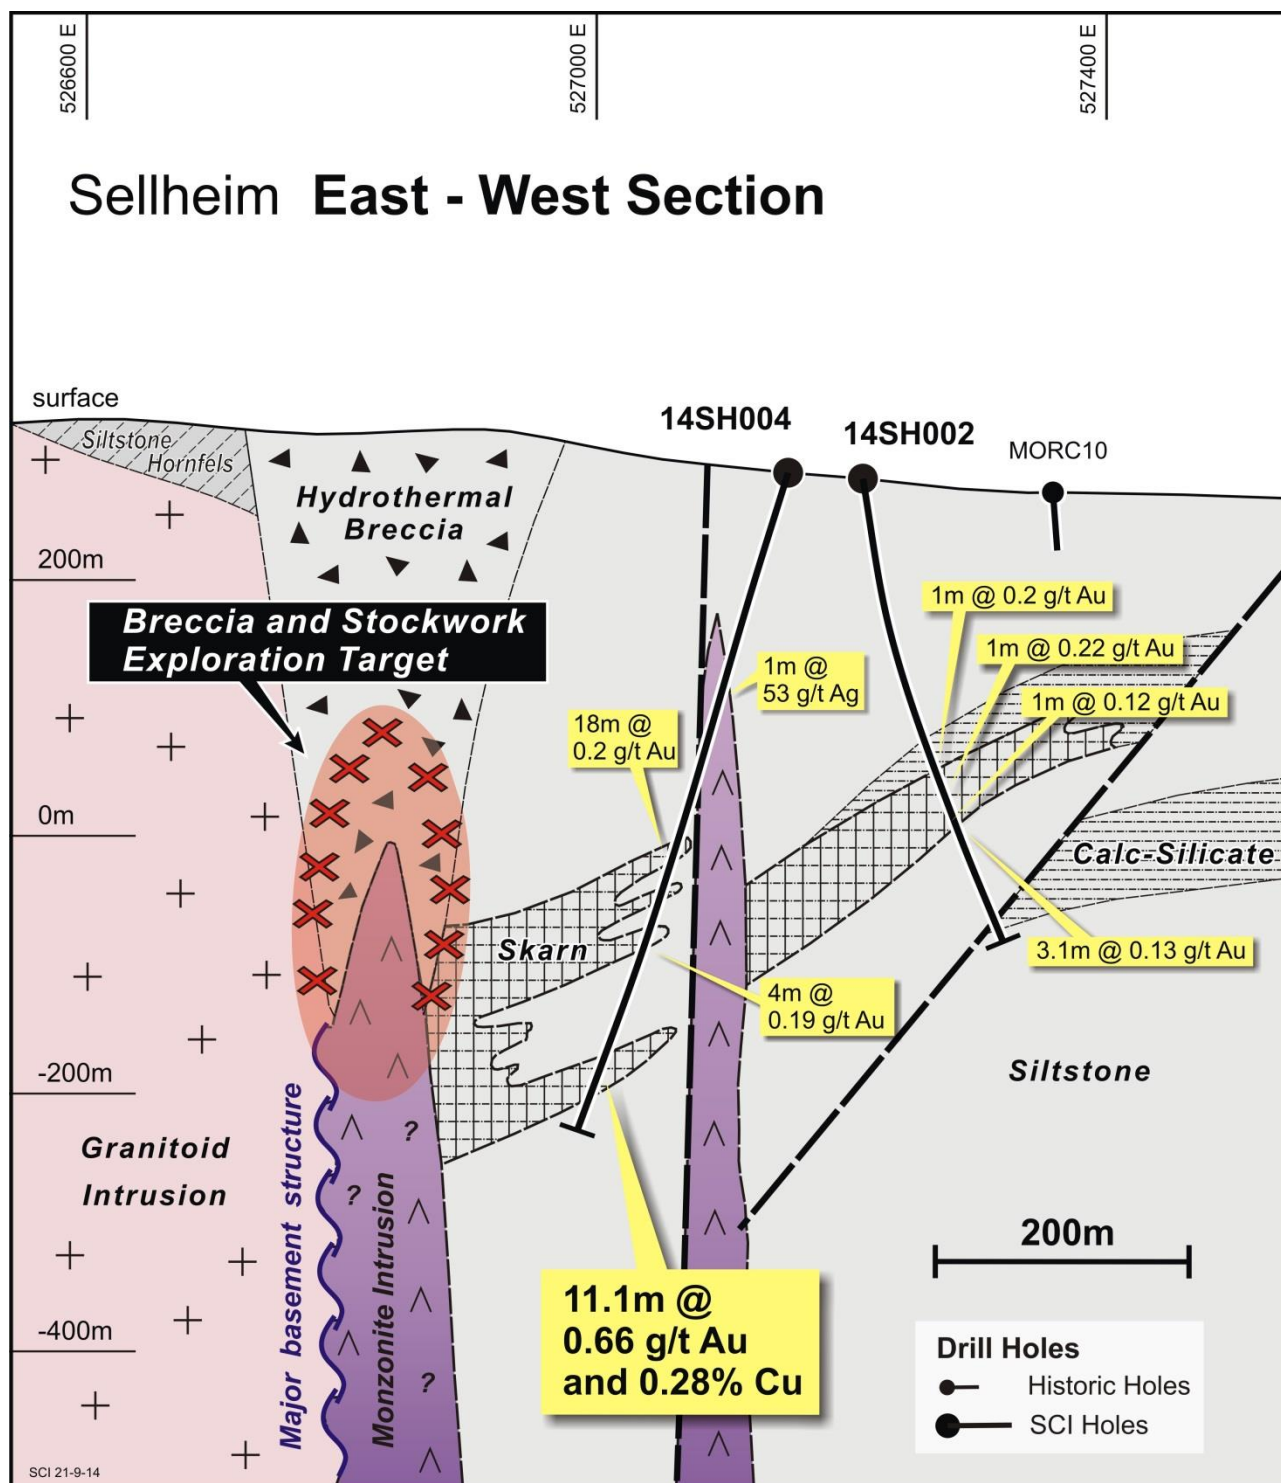 526600 E
527000 E
527400 E
Sellheim East - West Section
surface
14SH004
14SH002
MORC10
Siltstone
Hornfels
Hydrothermal
Breccia
200m
Breccia and Stockwork
Exploration Target
1m @ 0.2 g/t Au
1m @ 0.22 g/t Au
1m @ 0.12 g/t Au
1m @
53 g/t Ag
18m @
0.2 g/t Au
0m
Calc-Silicate
Skarn
3.1m @ 0.13 g/t Au
4m @
0.19 g/t Au
-200m
Siltstone
Granitoid
Intrusion
Major basement structure
Monzonite Intrusion
?
?
?
200m
11.1m @
0.66 g/t Au
and 0.28% Cu
-400m
Drill Holes
Historic Holes
SCI Holes
SCI 21-9-14